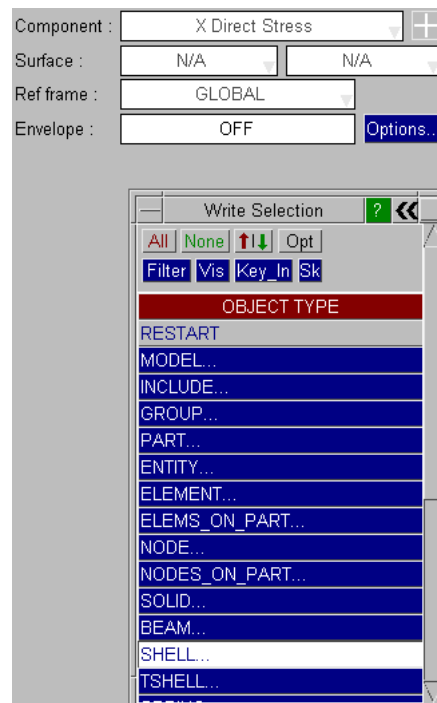 Component : X Direct Stress
Surface : N/A N/A
Ref frame : GLOBAL
Envelope : OFF Options..
Write Selection ?
All None Opt
Filter Vis Key_In Sk
OBJECT TYPE
RESTART
MODEL...
INCLUDE...
GROUP...
PART...
ENTITY...
ELEMENT...
ELEMS_ON_PART...
NODE...
NODES_ON_PART...
SOLID...
BEAM...
SHELL...
TSHELL...